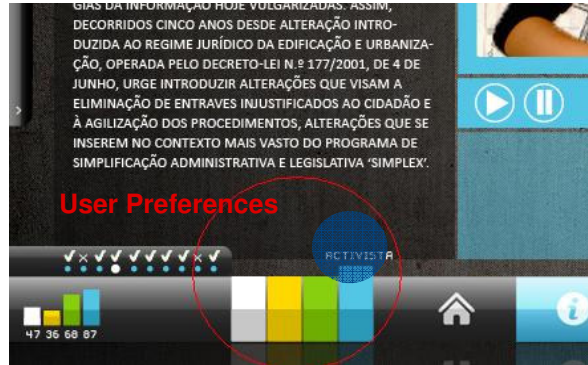 GIAS DA INFORMAÇÃO HOJE VULGARIZADAS. ASSIM,
DECORRIDOS CINCO ANOS DESDE ALTERAÇÃO INTRO-
DUZIDA AO REGIME JURÍDICO DA EDIFICAÇÃO E URBANIZA-
ÇÃO, OPERADA PELO DECRETO-LEI N.º 177/2001, DE 4 DE
JUNHO, URGE INTRODUZIR ALTERAÇÕES QUE VISAM A
ELIMINAÇÃO DE ENTRAVES INJUSTIFICADOS AO CIDADÃO E
À AGILIZAÇÃO DOS PROCEDIMENTOS, ALTERAÇÕES QUE SE
INSEREM NO CONTEXTO MAIS VASTO DO PROGRAMA DE
SIMPLIFICAÇÃO ADMINISTRATIVA E LEGISLATIVA ‘SIMPLEX’.
User Preferences
ACTIVISTA
47 36 68 87
i